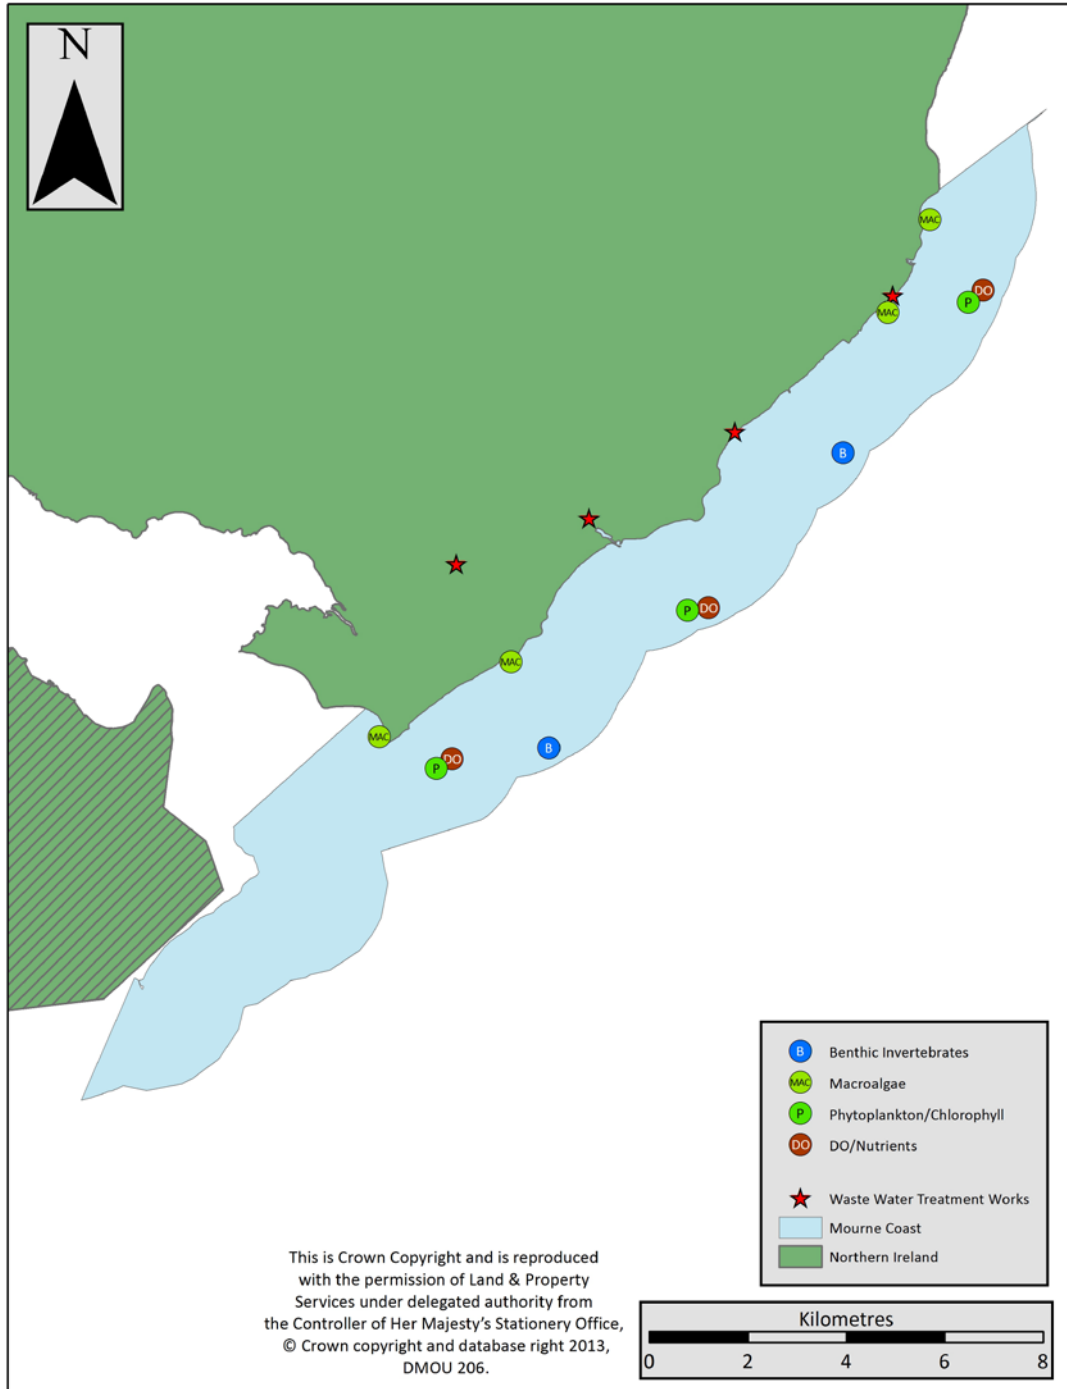 N
MAC
DO
P
MAC
B
P
DO
MAC
MAC
DO
P
B
B Benthic Invertebrates
MAC Macroalgae
P Phytoplankton/Chlorophyll
DO DO/Nutrients
Waste Water Treatment Works
Mourne Coast
Northern Ireland
This is Crown Copyright and is reproduced
with the permission of Land & Property
Services under delegated authority from
the Controller of Her Majesty's Stationery Office,
© Crown copyright and database right 2013,
DMOU 206.
Kilometres
0 2 4 6 8